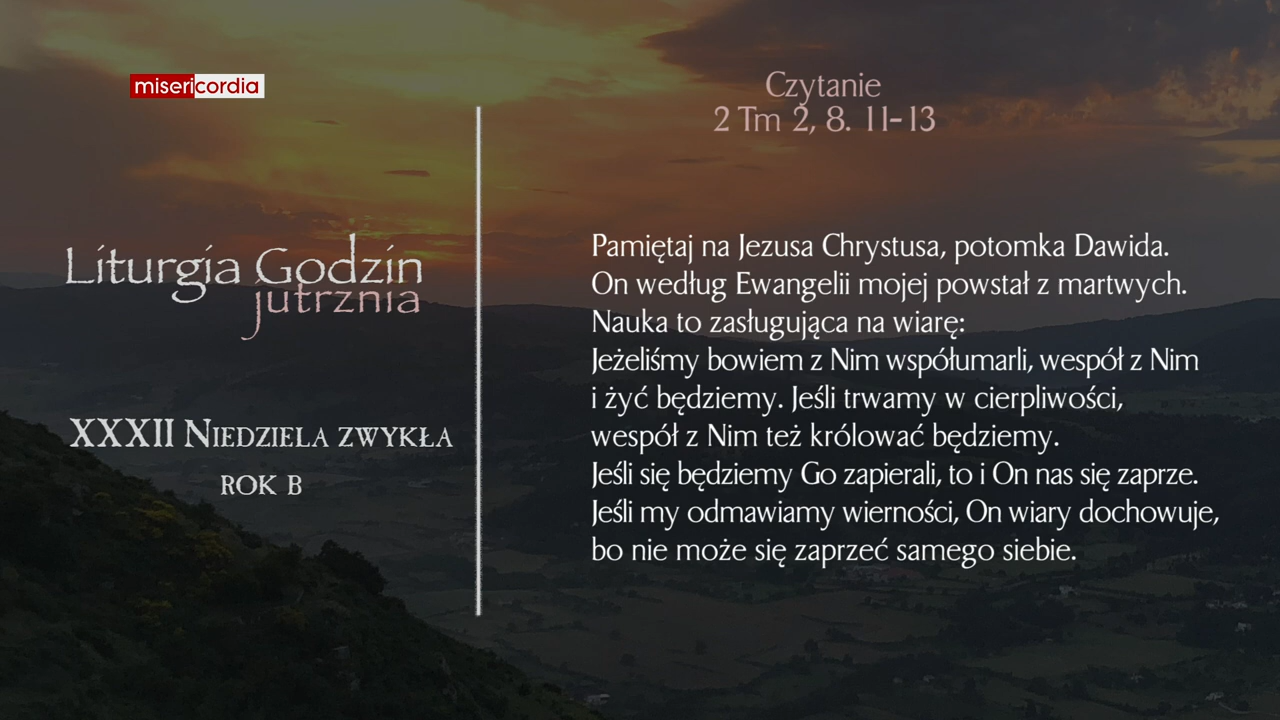 misericordia
Liturgia Godzin
jutrznia
XXXII Niedziela zwykła
rok B
Czytanie
2 Tm 2, 8. 11-13
Pamiętaj na Jezusa Chrystusa, potomka Dawida.
On według Ewangelii mojej powstał z martwych.
Nauka to zasługująca na wiarę:
Jeżeliśmy bowiem z Nim współumarli, wespół z Nim
i żyć będziemy. Jeśli trwamy w cierpliwości,
wespół z Nim też królować będziemy.
Jeśli się będziemy Go zapierali, to i On nas się zaprze.
Jeśli my odmawiamy wierności, On wiary dochowuje,
bo nie może się zaprzeć samego siebie.